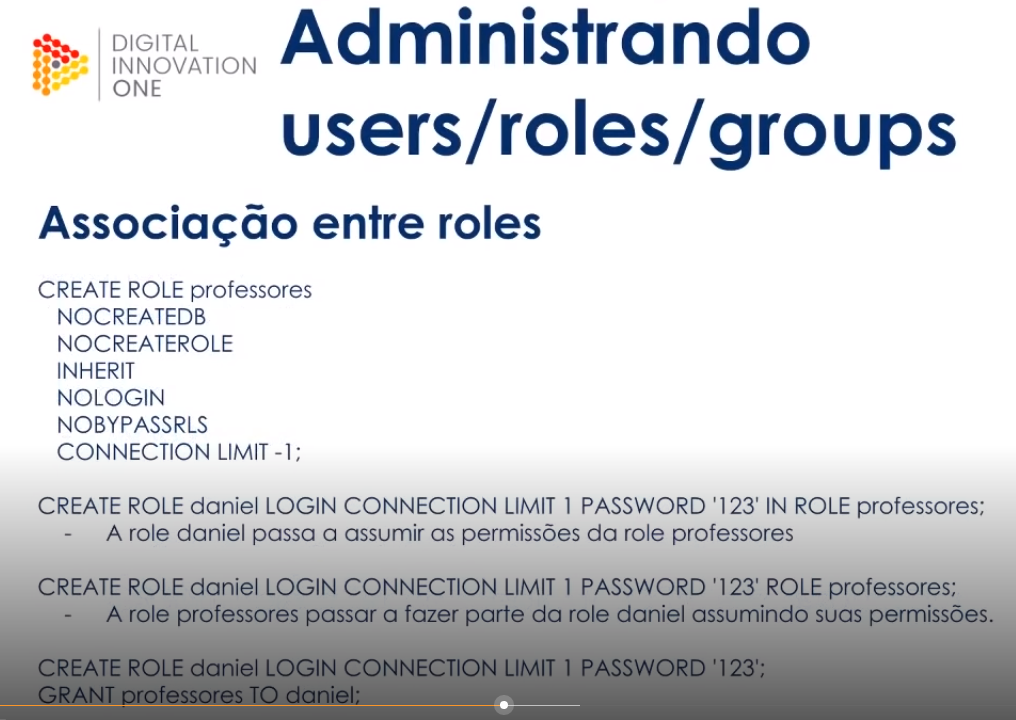 DIGITAL
INNOVATION
ONE
Administrando
users/roles/groups
Associação entre roles
CREATE ROLE professores
NOCREATEDB
NOCREATEROLE
INHERIT
NOLOGIN
NOBYPASSRLS
CONNECTION LIMIT -1;
CREATE ROLE daniel LOGIN CONNECTION LIMIT 1 PASSWORD '123' IN ROLE professores;
- A role daniel passa a assumir as permissões da role professores
CREATE ROLE daniel LOGIN CONNECTION LIMIT 1 PASSWORD '123' ROLE professores;
- A role professores passar a fazer parte da role daniel assumindo suas permissões.
CREATE ROLE daniel LOGIN CONNECTION LIMIT 1 PASSWORD '123';
GRANT professores TO daniel;